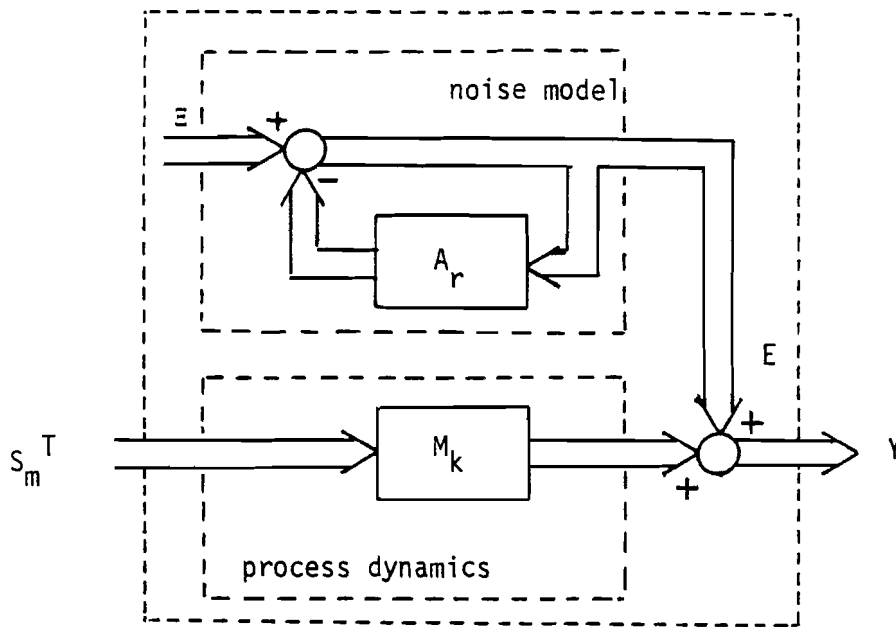 noise model
Ξ
+
−
A_r
E
+
S_m^T
M_k
+
Y
process dynamics